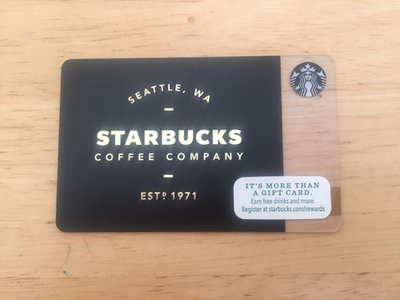 SEATTLE, WA
STARBUCKS
COFFEE COMPANY
ESTD 1971
IT'S MORE THAN
A GIFT CARD.
Earn free drinks and more.
Register at starbucks.com/rewards